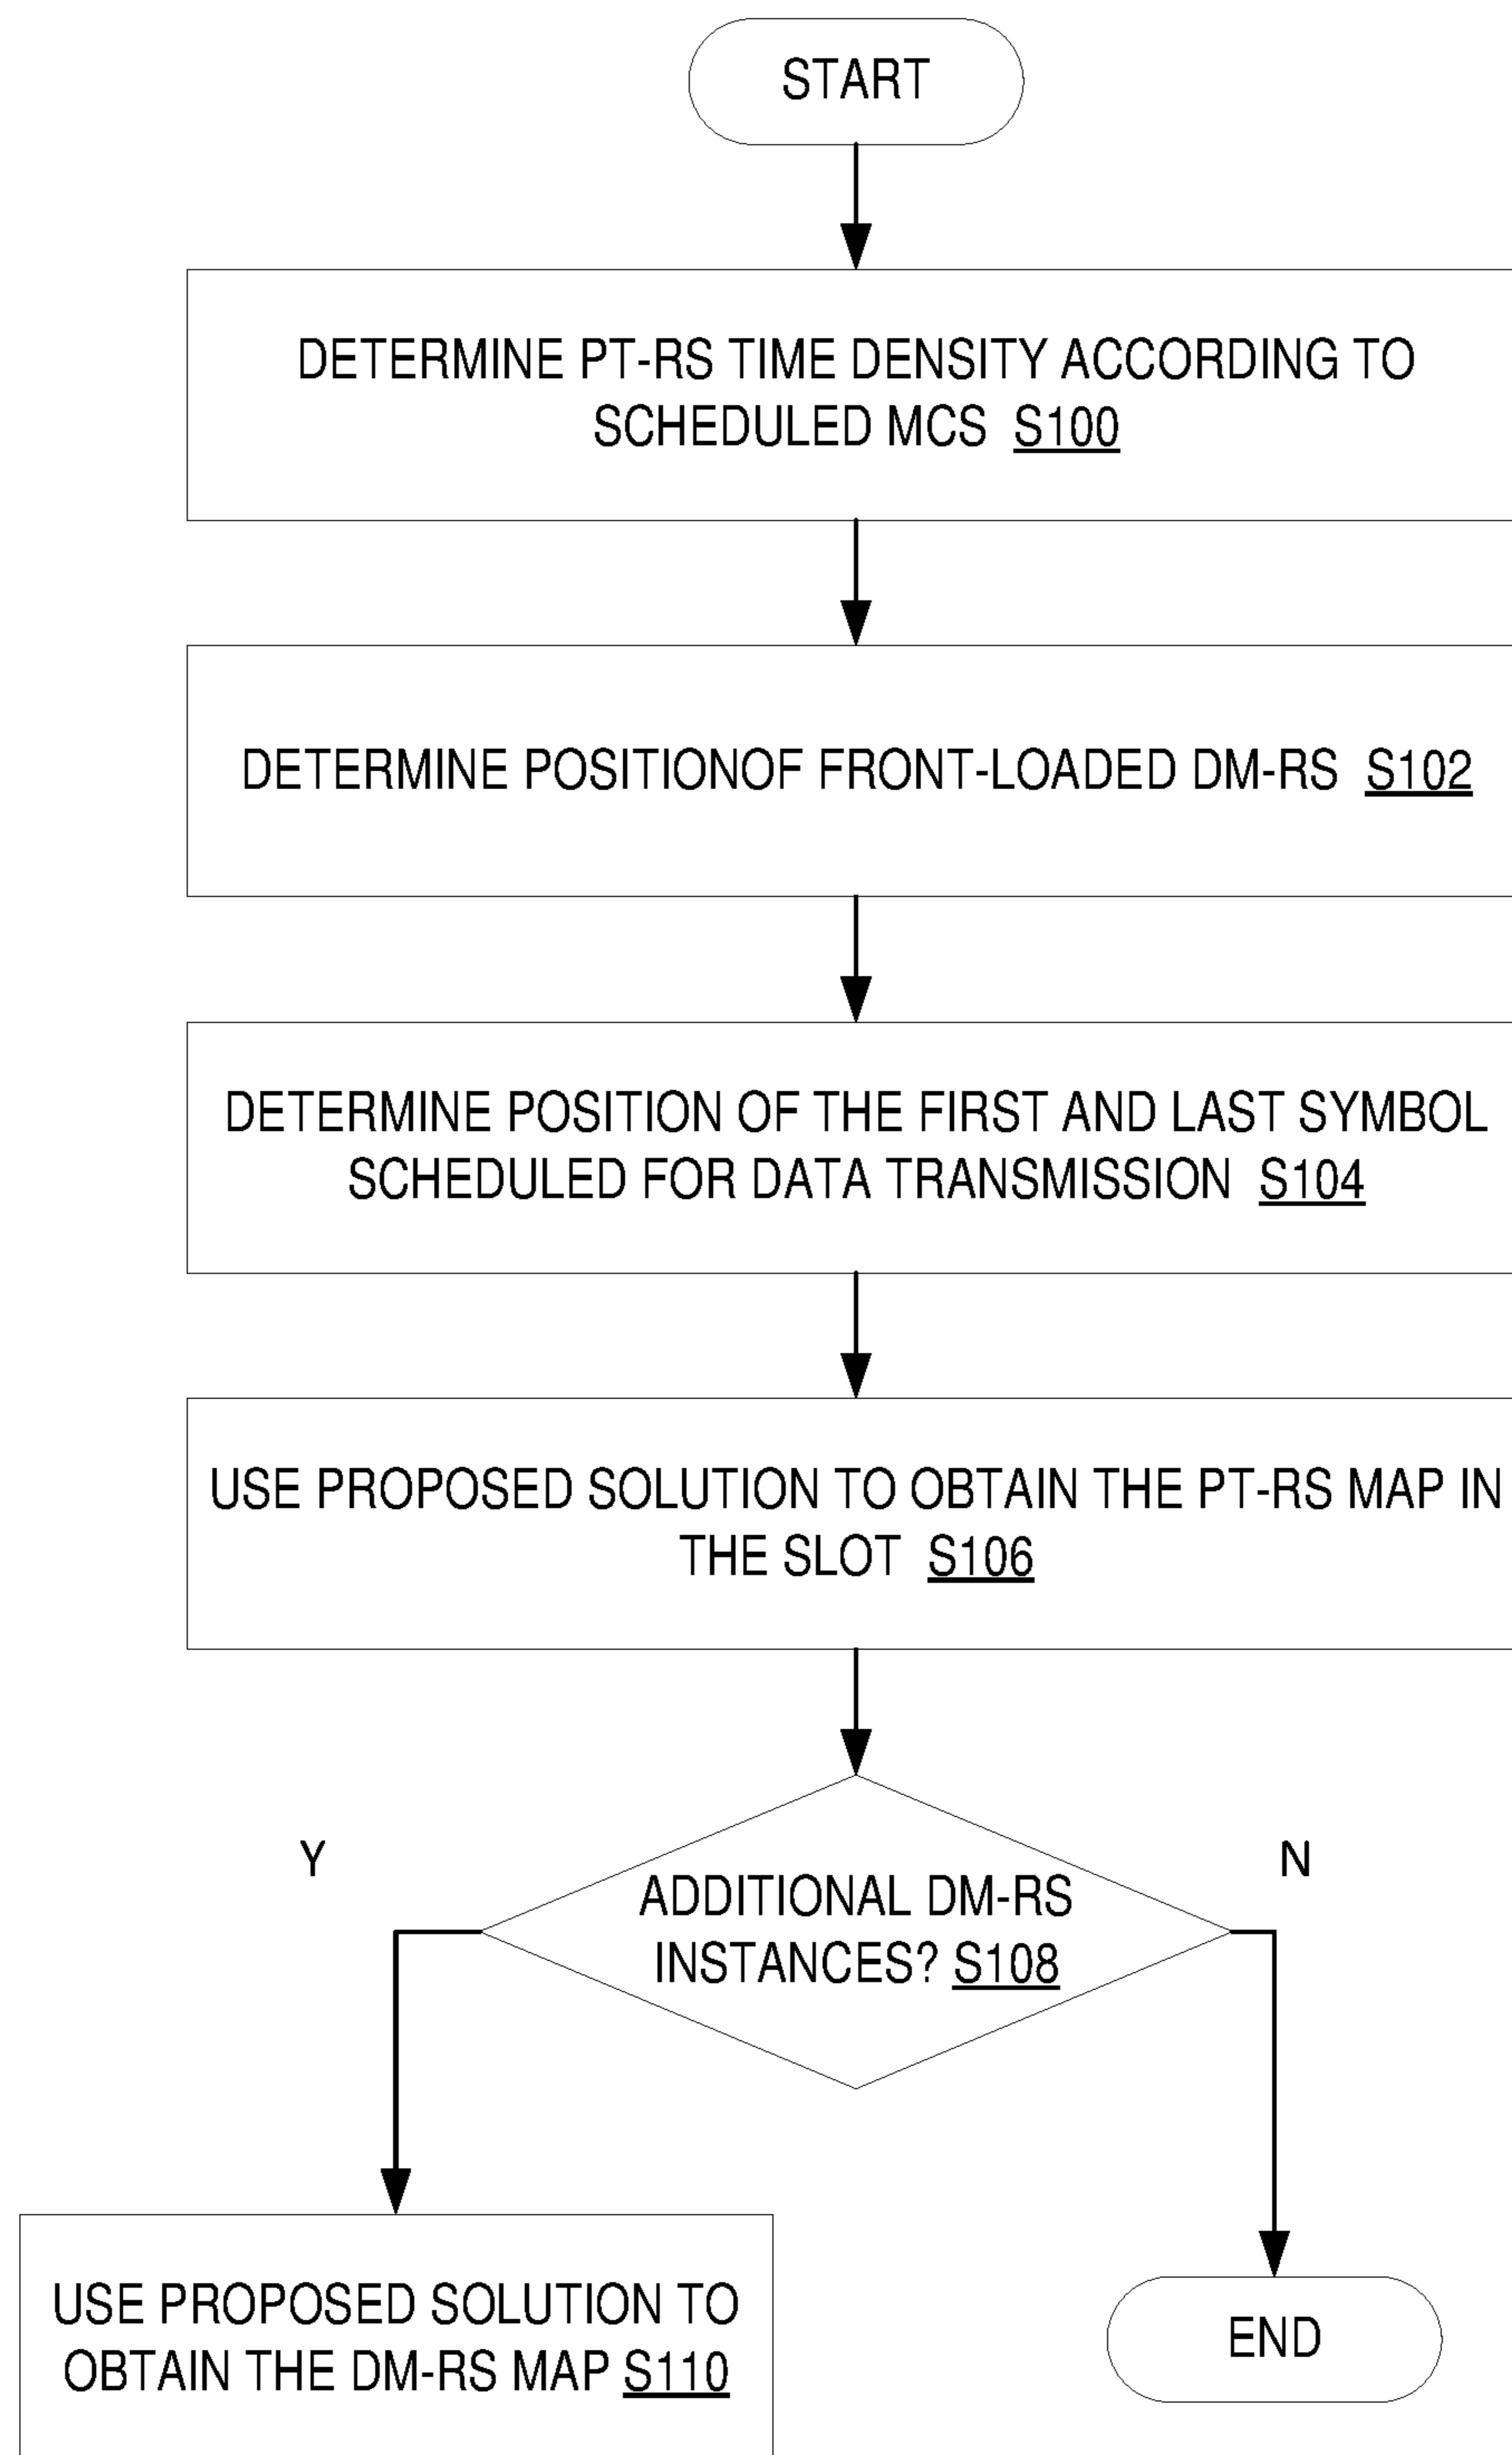 START
DETERMINE PT-RS TIME DENSITY ACCORDING TO
SCHEDULED MCS S100
DETERMINE POSITIONOF FRONT-LOADED DM-RS S102
DETERMINE POSITION OF THE FIRST AND LAST SYMBOL
SCHEDULED FOR DATA TRANSMISSION S104
USE PROPOSED SOLUTION TO OBTAIN THE PT-RS MAP IN
THE SLOT S106
Y
N
ADDITIONAL DM-RS
INSTANCES? S108
USE PROPOSED SOLUTION TO
OBTAIN THE DM-RS MAP S110
END